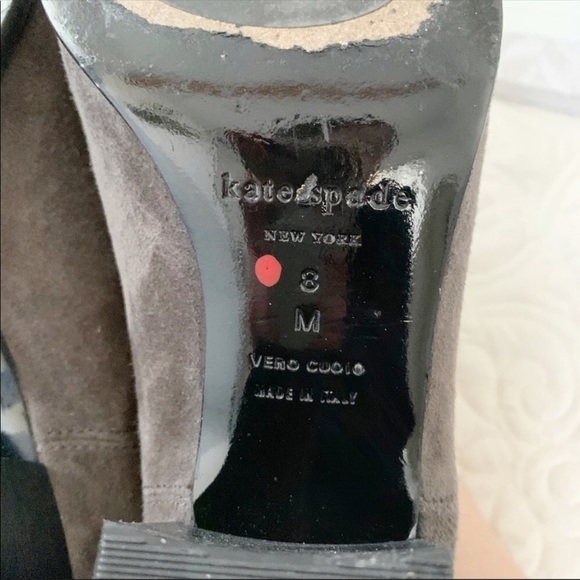 kate spade
NEW YORK
8
M
VERO CUOIO
MADE IN ITALY